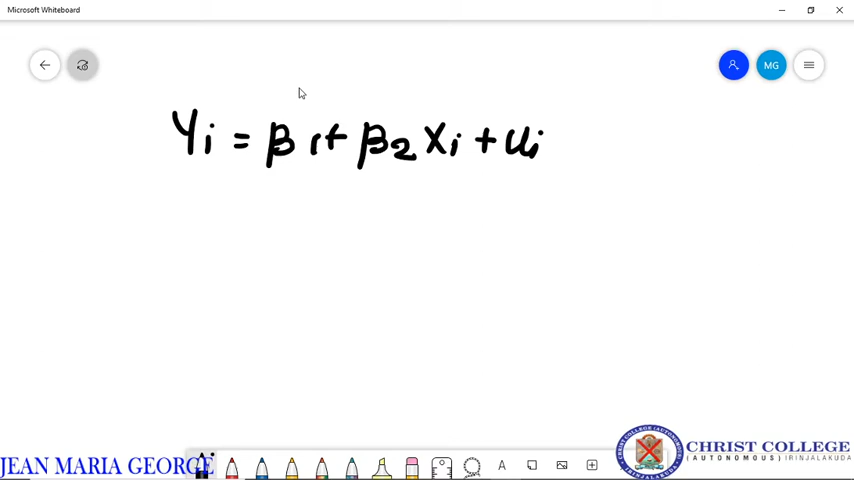 Microsoft Whiteboard
MG
Yi = β1 + β2 Xi + ui
A
JEAN MARIA GEORGE
CHRIST COLLEGE
(AUTONOMOUS) IRINJALAKUDA